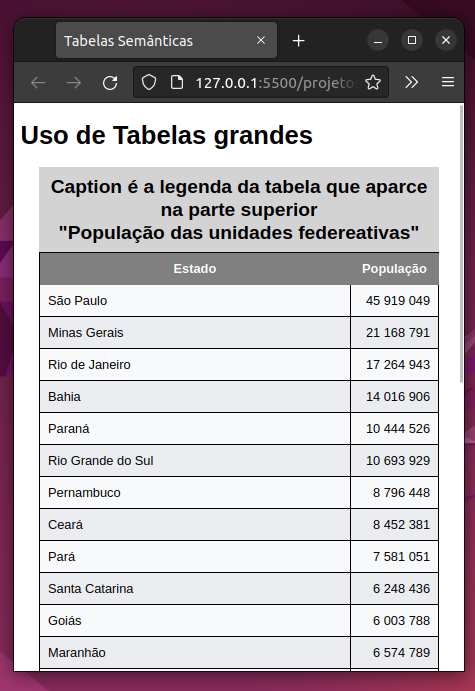 Tabelas Semânticas
127.0.0.1:5500/projeto
Uso de Tabelas grandes
Caption é a legenda da tabela que aparce
na parte superior
"População das unidades federeativas"
Estado População
São Paulo 45 919 049
Minas Gerais 21 168 791
Rio de Janeiro 17 264 943
Bahia 14 016 906
Paraná 10 444 526
Rio Grande do Sul 10 693 929
Pernambuco 8 796 448
Ceará 8 452 381
Pará 7 581 051
Santa Catarina 6 248 436
Goiás 6 003 788
Maranhão 6 574 789